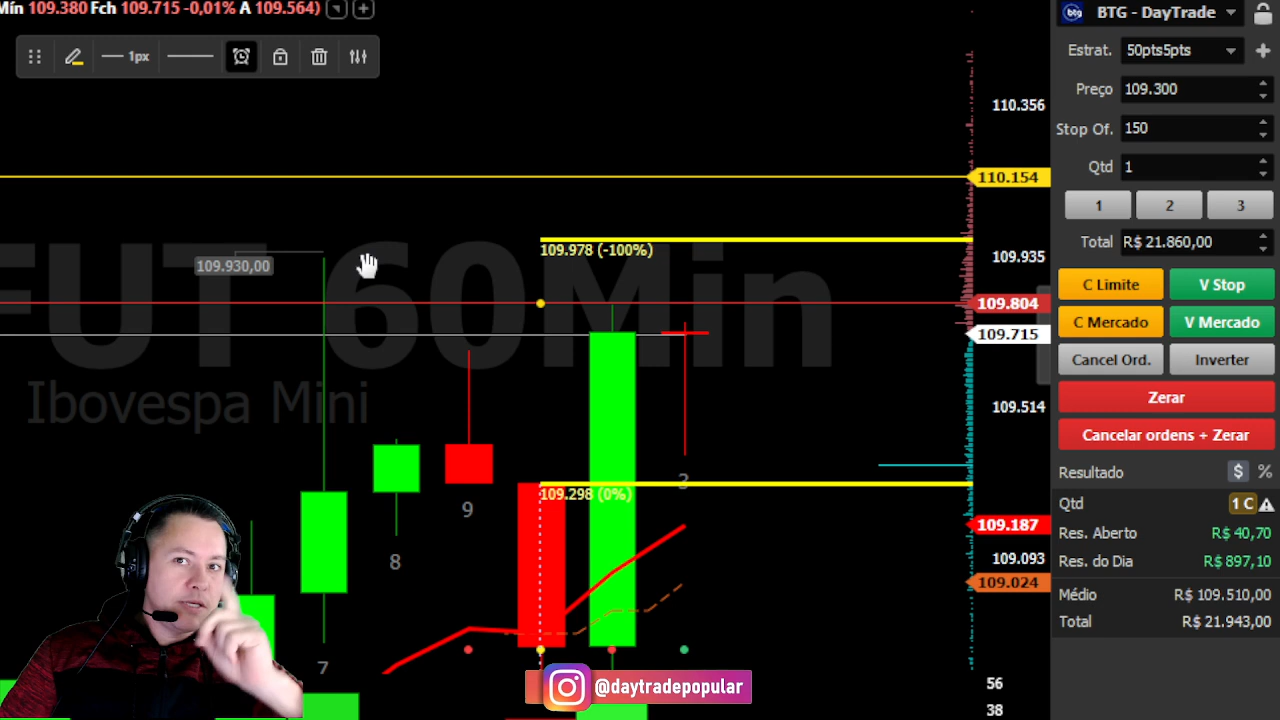 Mín 109.380 Fch 109.715 -0,01% A 109.564)
1px
FUT 60Min
Ibovespa Mini
109.930,00
109.978 (-100%)
109.298 (0%)
7
8
9
3
110.356
110.154
109.935
109.804
109.715
109.514
109.187
109.093
109.024
56
38
@daytradepopular
btg BTG - DayTrade
Estrat. 50pts5pts
Preço 109.300
Stop Of. 150
Qtd 1
1 2 3
Total R$ 21.860,00
C Limite V Stop
C Mercado V Mercado
Cancel Ord. Inverter
Zerar
Cancelar ordens + Zerar
Resultado $ %
Qtd 1 C
Res. Aberto R$ 40,70
Res. do Dia R$ 897,10
Médio R$ 109.510,00
Total R$ 21.943,00